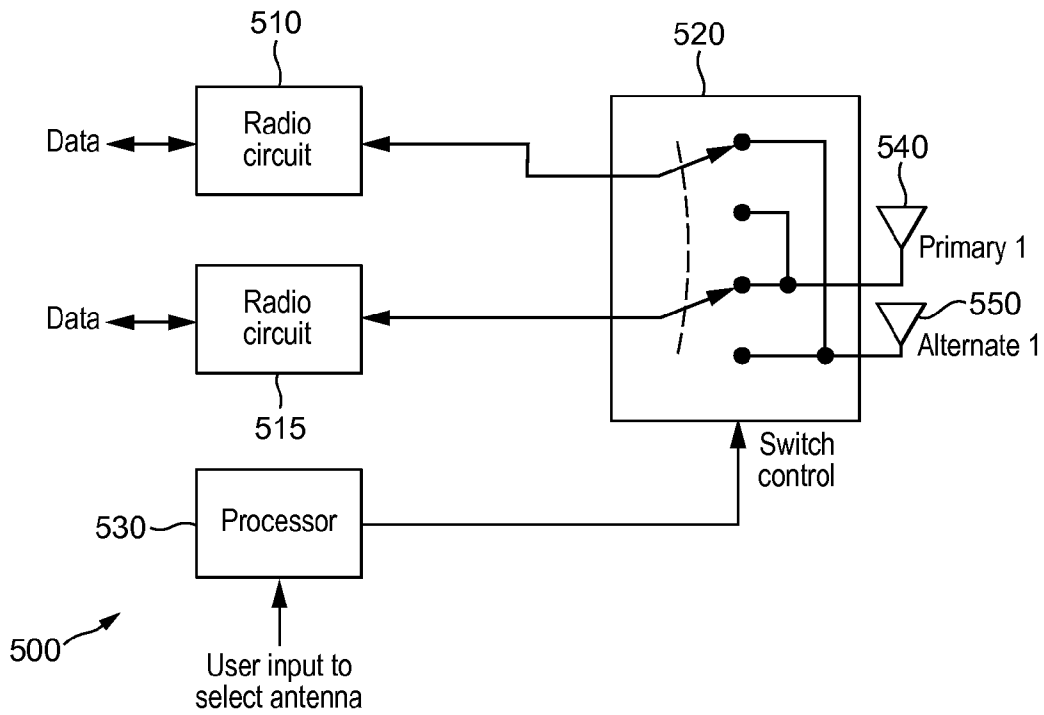 510
520
Data
Radio
circuit
540
Primary 1
Data
Radio
circuit
550
Alternate 1
515
Switch
control
530
Processor
500
User input to
select antenna